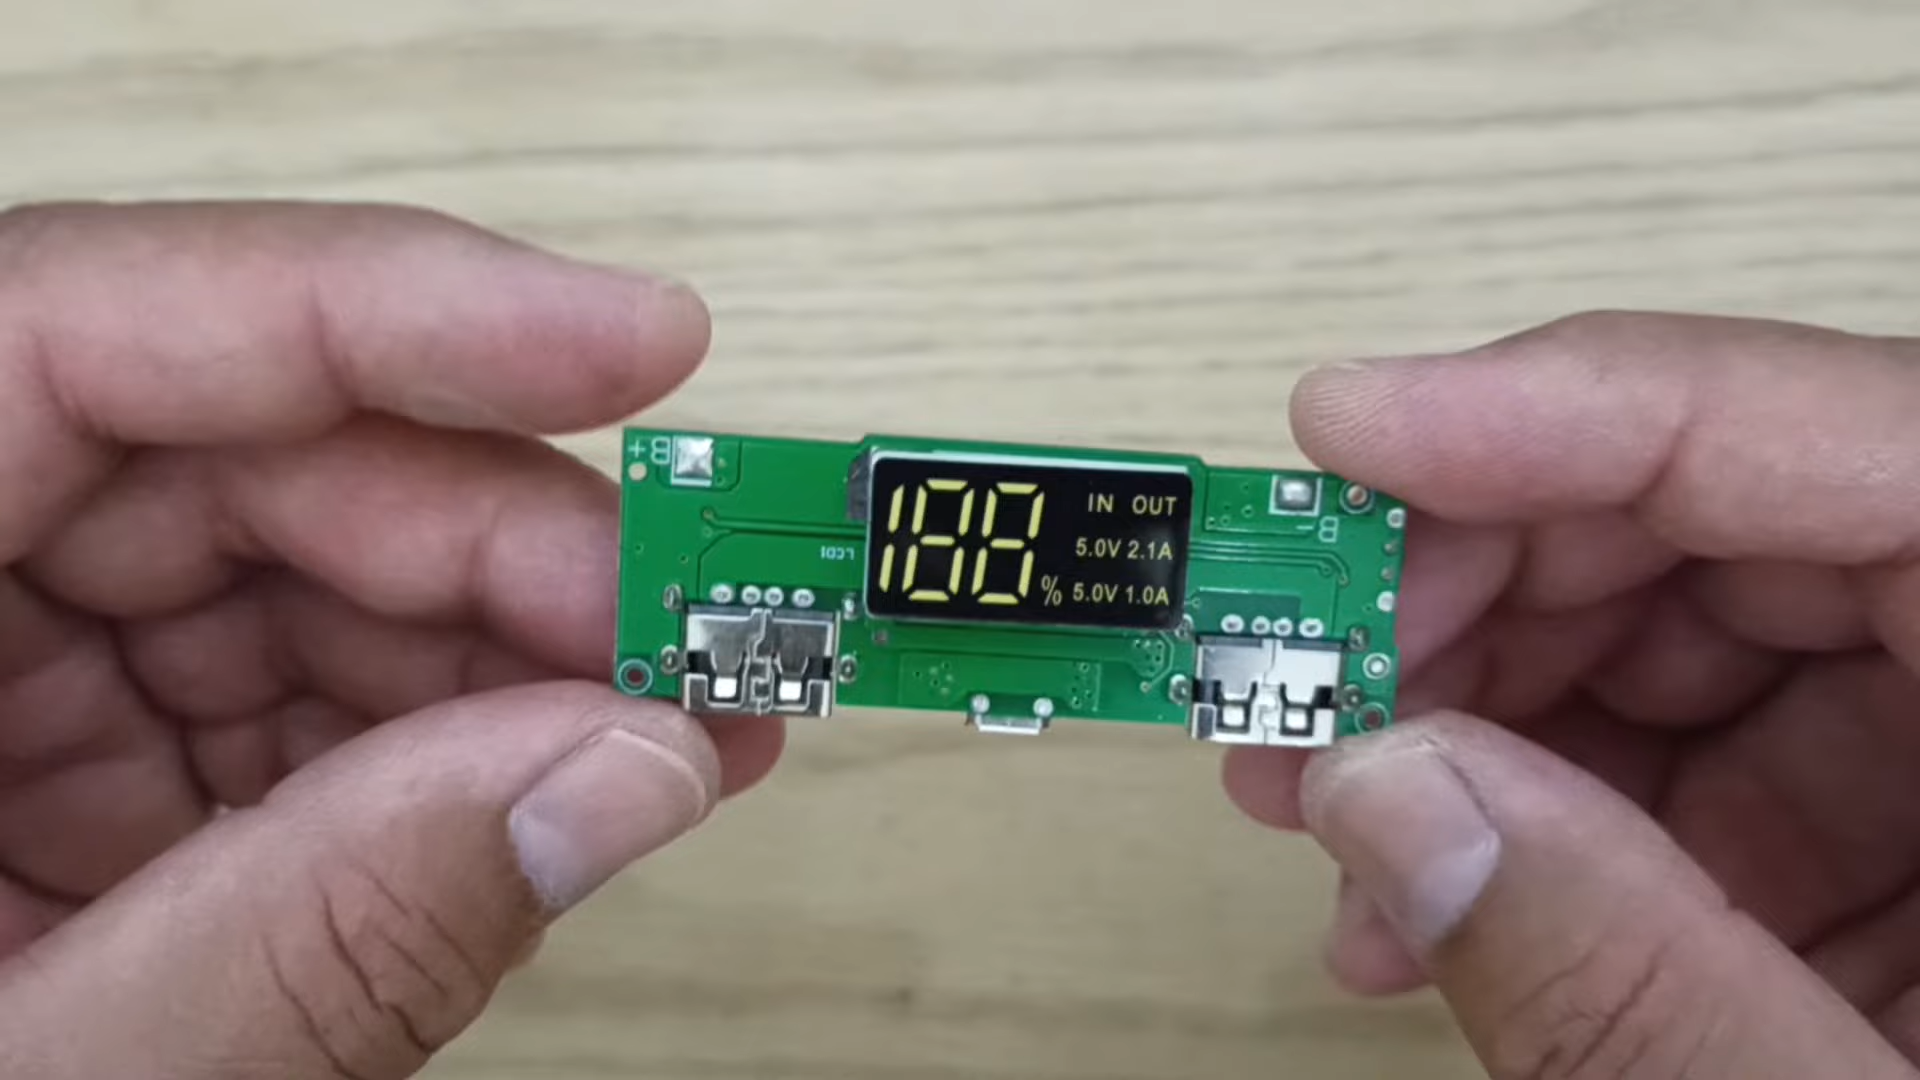 +B
188%
IN OUT
5.0V 2.1A
5.0V 1.0A
LCD1
B-